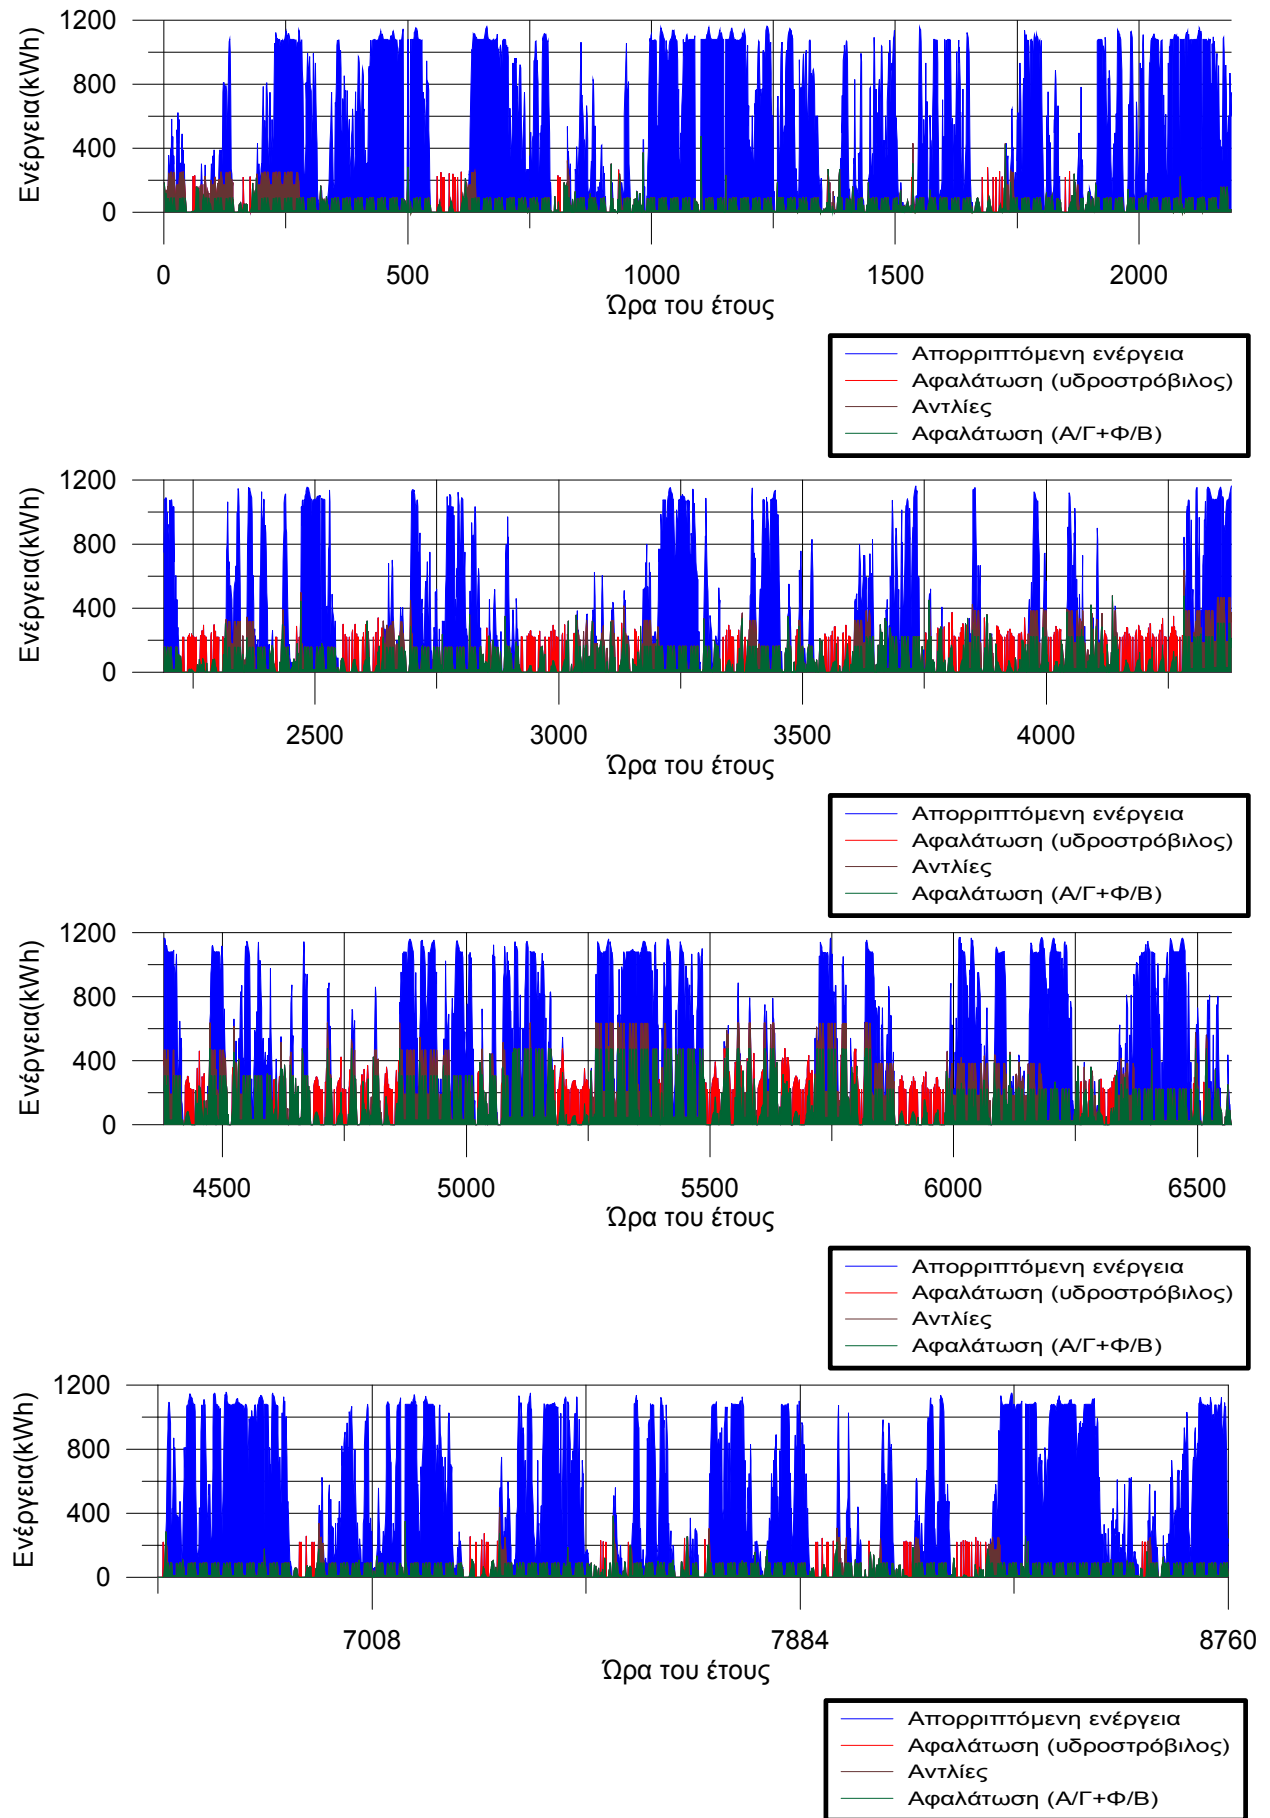 Ενέργεια(kWh)
1200
800
400
0
0 500 1000 1500 2000
Ώρα του έτους
Απορριπτόμενη ενέργεια
Αφαλάτωση (υδροστρόβιλος)
Αντλίες
Αφαλάτωση (Α/Γ+Φ/Β)
Ενέργεια(kWh)
1200
800
400
0
2500 3000 3500 4000
Ώρα του έτους
Απορριπτόμενη ενέργεια
Αφαλάτωση (υδροστρόβιλος)
Αντλίες
Αφαλάτωση (Α/Γ+Φ/Β)
Ενέργεια(kWh)
1200
800
400
0
4500 5000 5500 6000 6500
Ώρα του έτους
Απορριπτόμενη ενέργεια
Αφαλάτωση (υδροστρόβιλος)
Αντλίες
Αφαλάτωση (Α/Γ+Φ/Β)
Ενέργεια(kWh)
1200
800
400
0
7008 7884 8760
Ώρα του έτους
Απορριπτόμενη ενέργεια
Αφαλάτωση (υδροστρόβιλος)
Αντλίες
Αφαλάτωση (Α/Γ+Φ/Β)